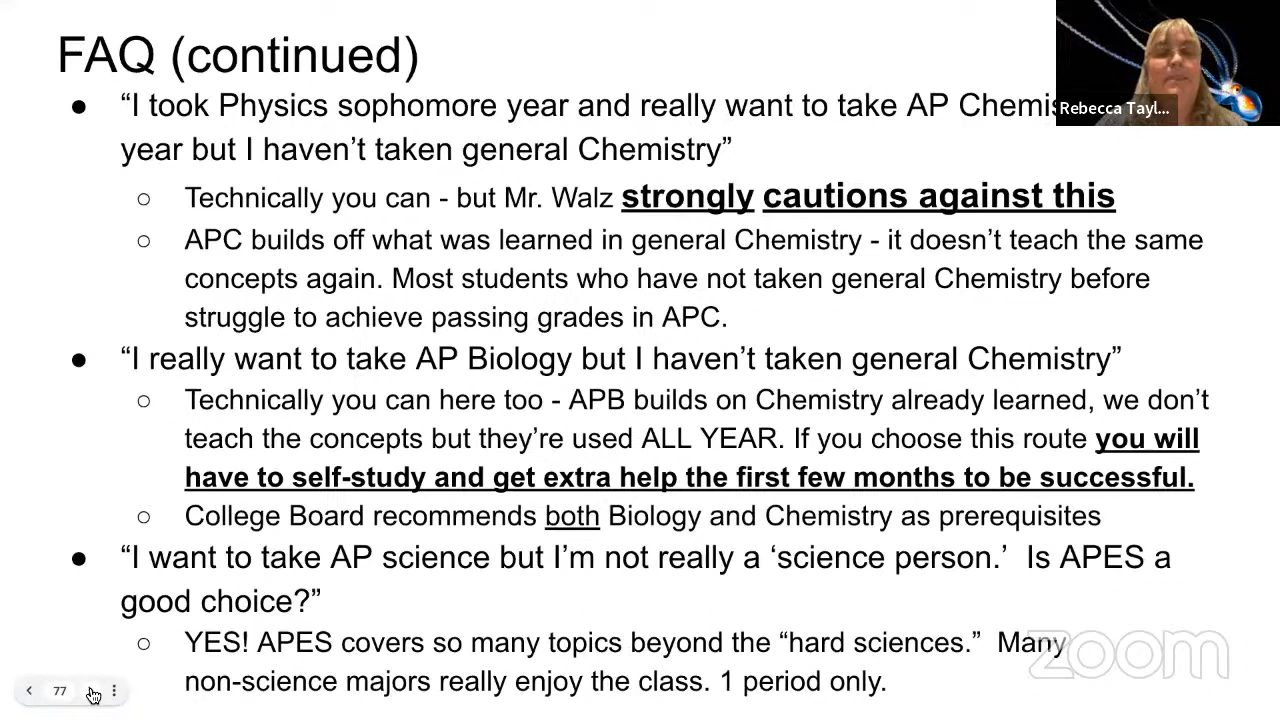 FAQ (continued)
● “I took Physics sophomore year and really want to take AP Chemis
year but I haven’t taken general Chemistry”
○ Technically you can - but Mr. Walz strongly cautions against this
○ APC builds off what was learned in general Chemistry - it doesn’t teach the same
concepts again. Most students who have not taken general Chemistry before
struggle to achieve passing grades in APC.
● “I really want to take AP Biology but I haven’t taken general Chemistry”
○ Technically you can here too - APB builds on Chemistry already learned, we don’t
teach the concepts but they’re used ALL YEAR. If you choose this route you will
have to self-study and get extra help the first few months to be successful.
○ College Board recommends both Biology and Chemistry as prerequisites
● “I want to take AP science but I’m not really a ‘science person.’  Is APES a
good choice?”
○ YES! APES covers so many topics beyond the “hard sciences.”  Many
non-science majors really enjoy the class. 1 period only.
Rebecca Tayl...
77
zoom